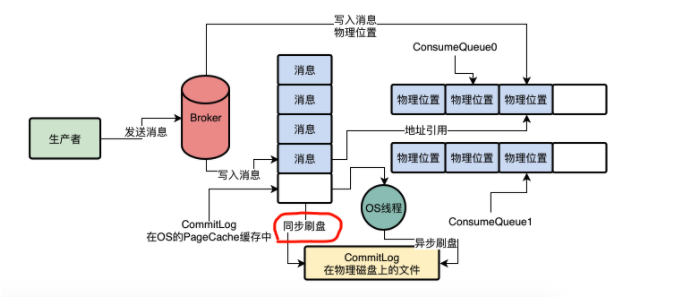 写入消息
物理位置
ConsumeQueue0
消息
消息
消息
消息
Broker
生产者
发送消息
物理位置
物理位置
物理位置
地址引用
物理位置
物理位置
物理位置
写入消息
CommitLog
在OS的PageCache缓存中
同步刷盘
OS线程
ConsumeQueue1
异步刷盘
CommitLog
在物理磁盘上的文件